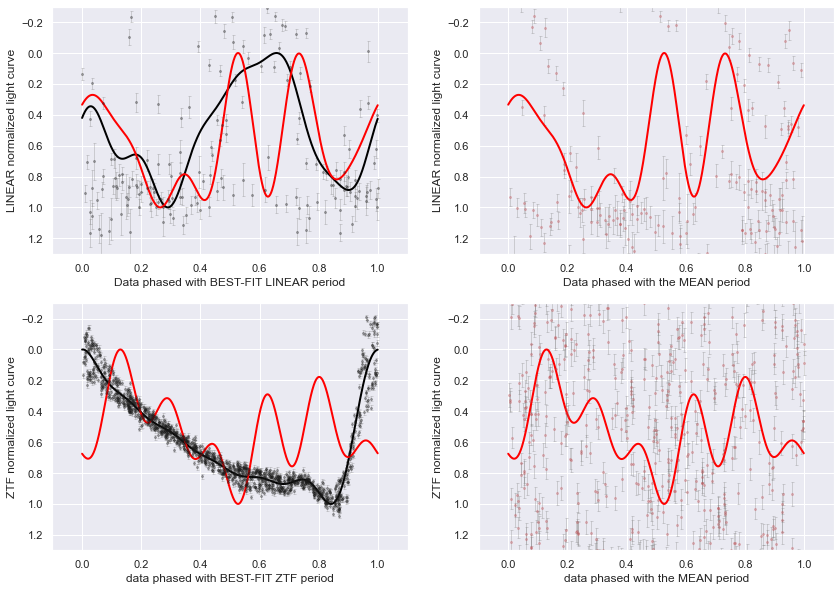 LINEAR normalized light curve
−0.2
0.0
0.2
0.4
0.6
0.8
1.0
1.2
0.0 0.2 0.4 0.6 0.8 1.0
Data phased with BEST-FIT LINEAR period
LINEAR normalized light curve
−0.2
0.0
0.2
0.4
0.6
0.8
1.0
1.2
0.0 0.2 0.4 0.6 0.8 1.0
Data phased with the MEAN period
ZTF normalized light curve
−0.2
0.0
0.2
0.4
0.6
0.8
1.0
1.2
0.0 0.2 0.4 0.6 0.8 1.0
data phased with BEST-FIT ZTF period
ZTF normalized light curve
−0.2
0.0
0.2
0.4
0.6
0.8
1.0
1.2
0.0 0.2 0.4 0.6 0.8 1.0
data phased with the MEAN period